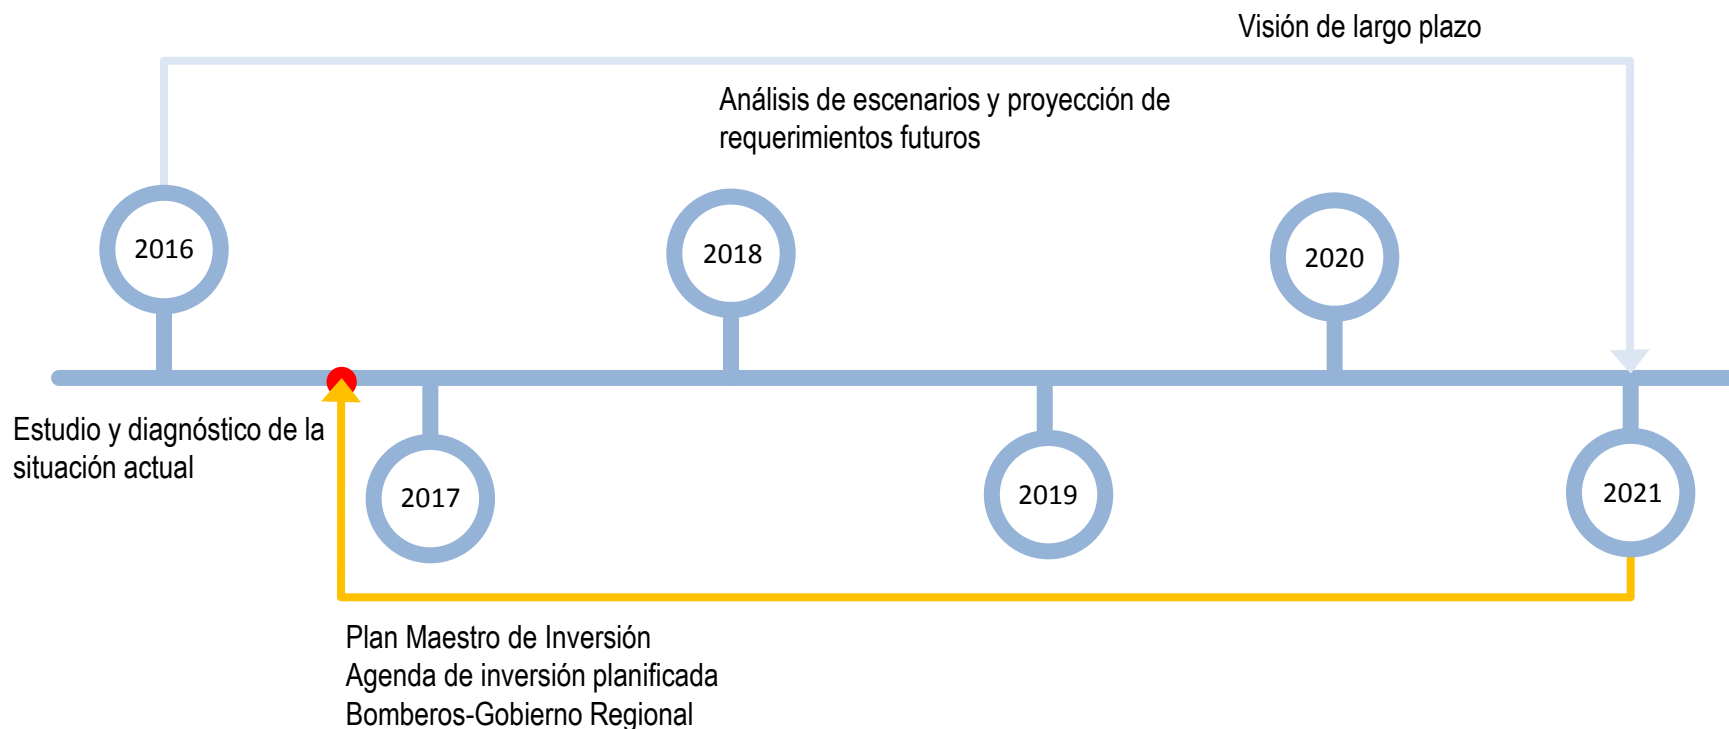 Visión de largo plazo
Análisis de escenarios y proyección de
requerimientos futuros
2016
2018
2020
Estudio y diagnóstico de la
situación actual
2017
2019
2021
Plan Maestro de Inversión
Agenda de inversión planificada
Bomberos-Gobierno Regional